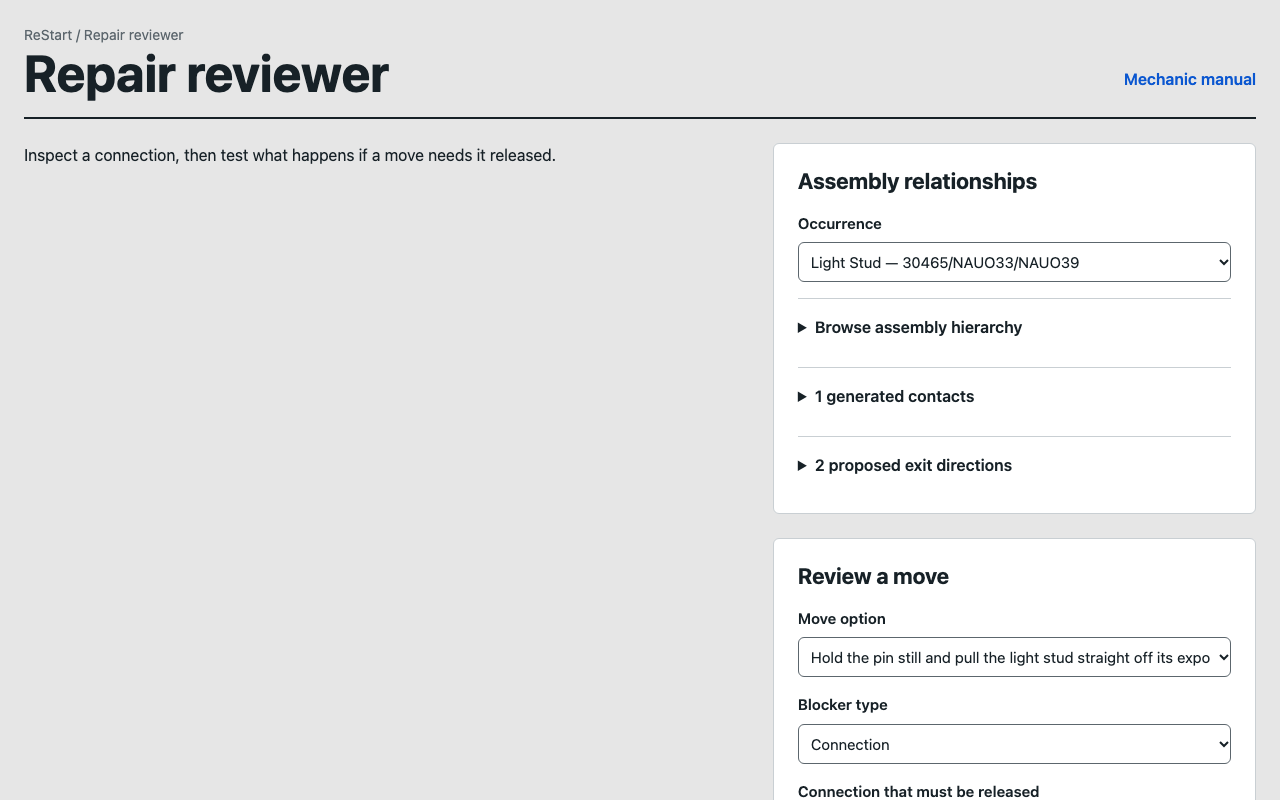 ReStart / Repair reviewer
Repair reviewer
Mechanic manual
Inspect a connection, then test what happens if a move needs it released.
Assembly relationships
Occurrence
Light Stud — 30465/NAUO33/NAUO39
Browse assembly hierarchy
1 generated contacts
2 proposed exit directions
Review a move
Move option
Hold the pin still and pull the light stud straight off its expo
Blocker type
Connection
Connection that must be released